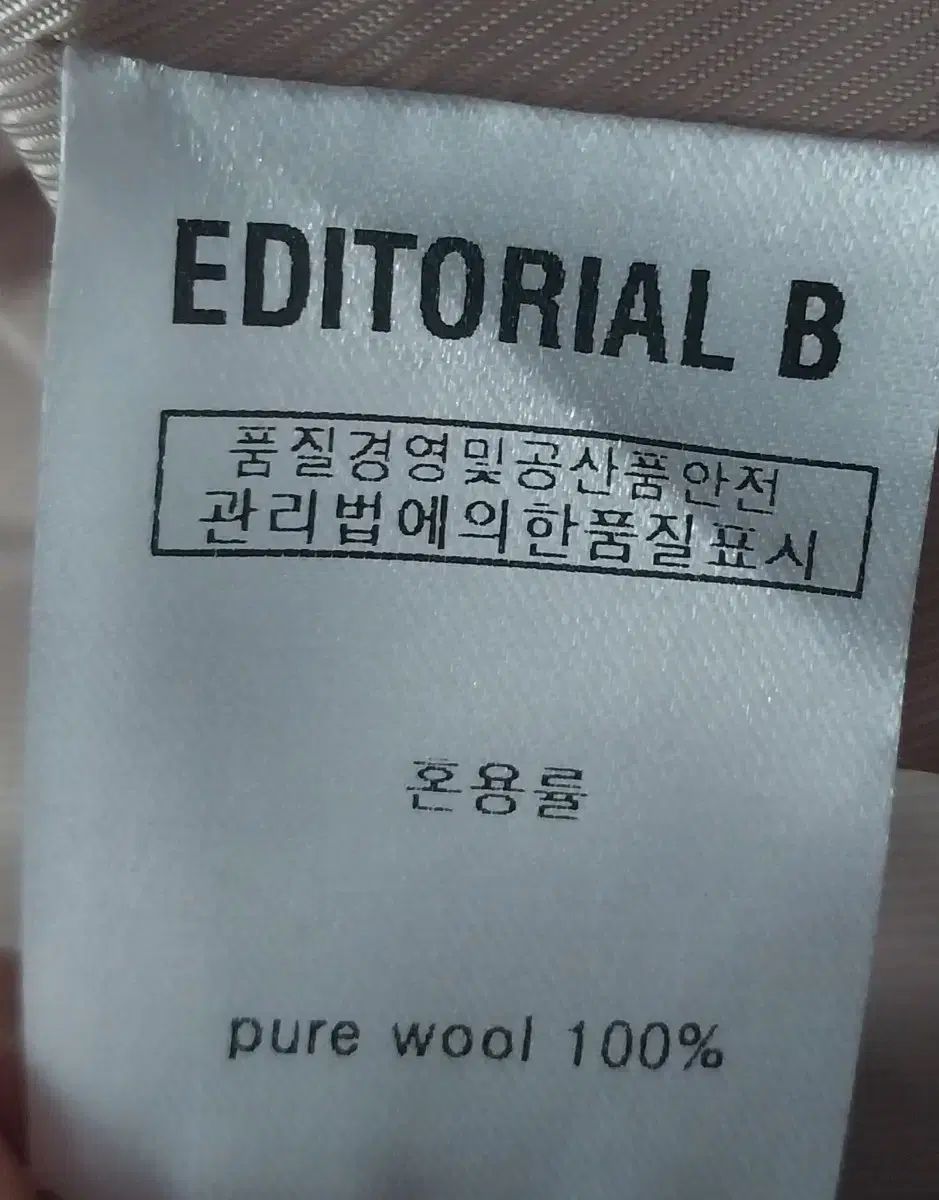 EDITORIAL B
품질경영및공산품안전
관리법에의한품질표시
혼용률
pure wool 100%